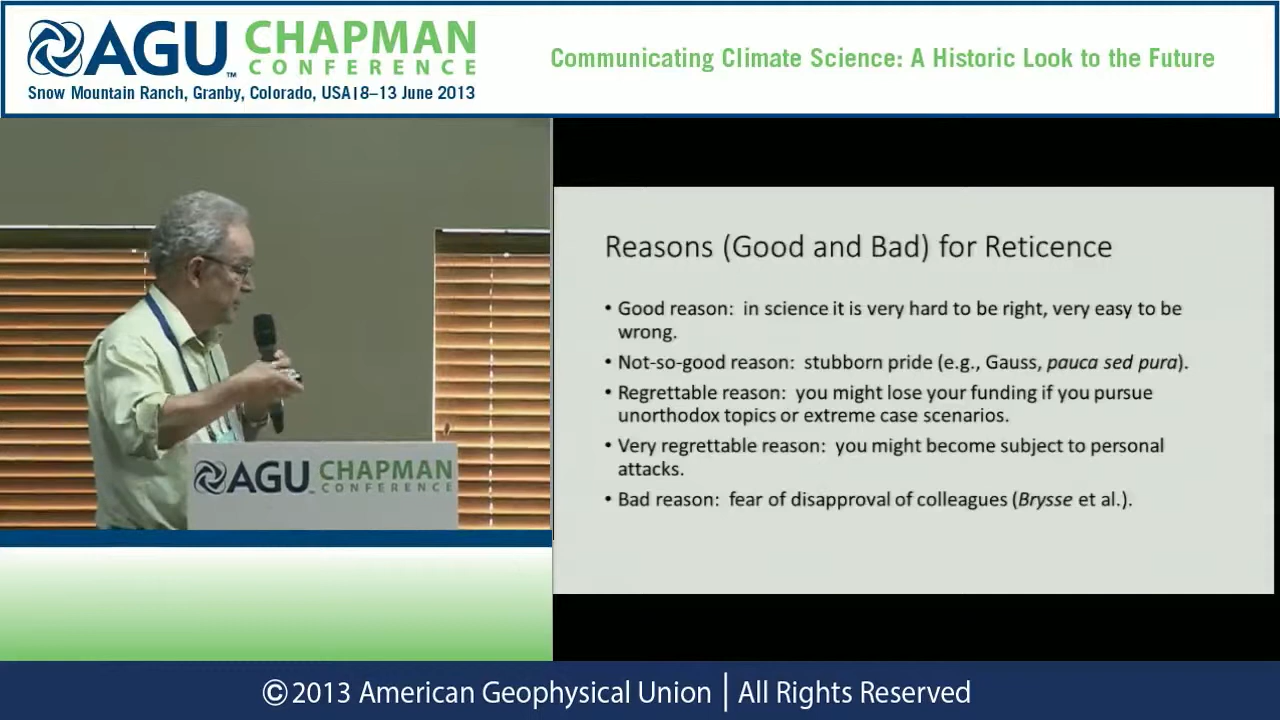 AGU CHAPMAN
CONFERENCE
™
Snow Mountain Ranch, Granby, Colorado, USA | 8–13 June 2013
Communicating Climate Science: A Historic Look to the Future
Reasons (Good and Bad) for Reticence
• Good reason:  in science it is very hard to be right, very easy to be
wrong.
• Not-so-good reason:  stubborn pride (e.g., Gauss, pauca sed pura).
• Regrettable reason:  you might lose your funding if you pursue
unorthodox topics or extreme case scenarios.
• Very regrettable reason:  you might become subject to personal
attacks.
• Bad reason:  fear of disapproval of colleagues (Brysse et al.).
AGU CHAPMAN
CONFERENCE
©2013 American Geophysical Union | All Rights Reserved